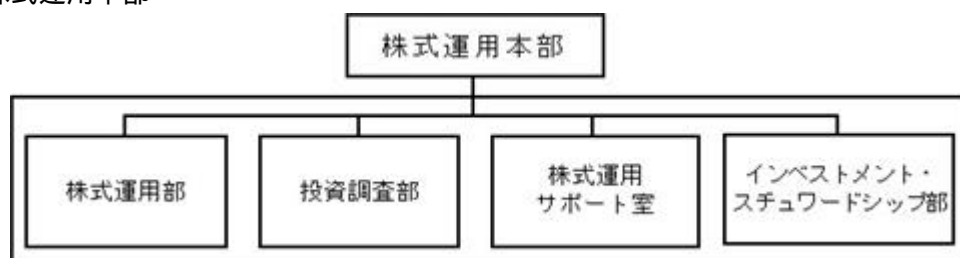 株式運用本部
株式運用部
投資調査部
株式運用
サポート室
インベストメント・
スチュワードシップ部